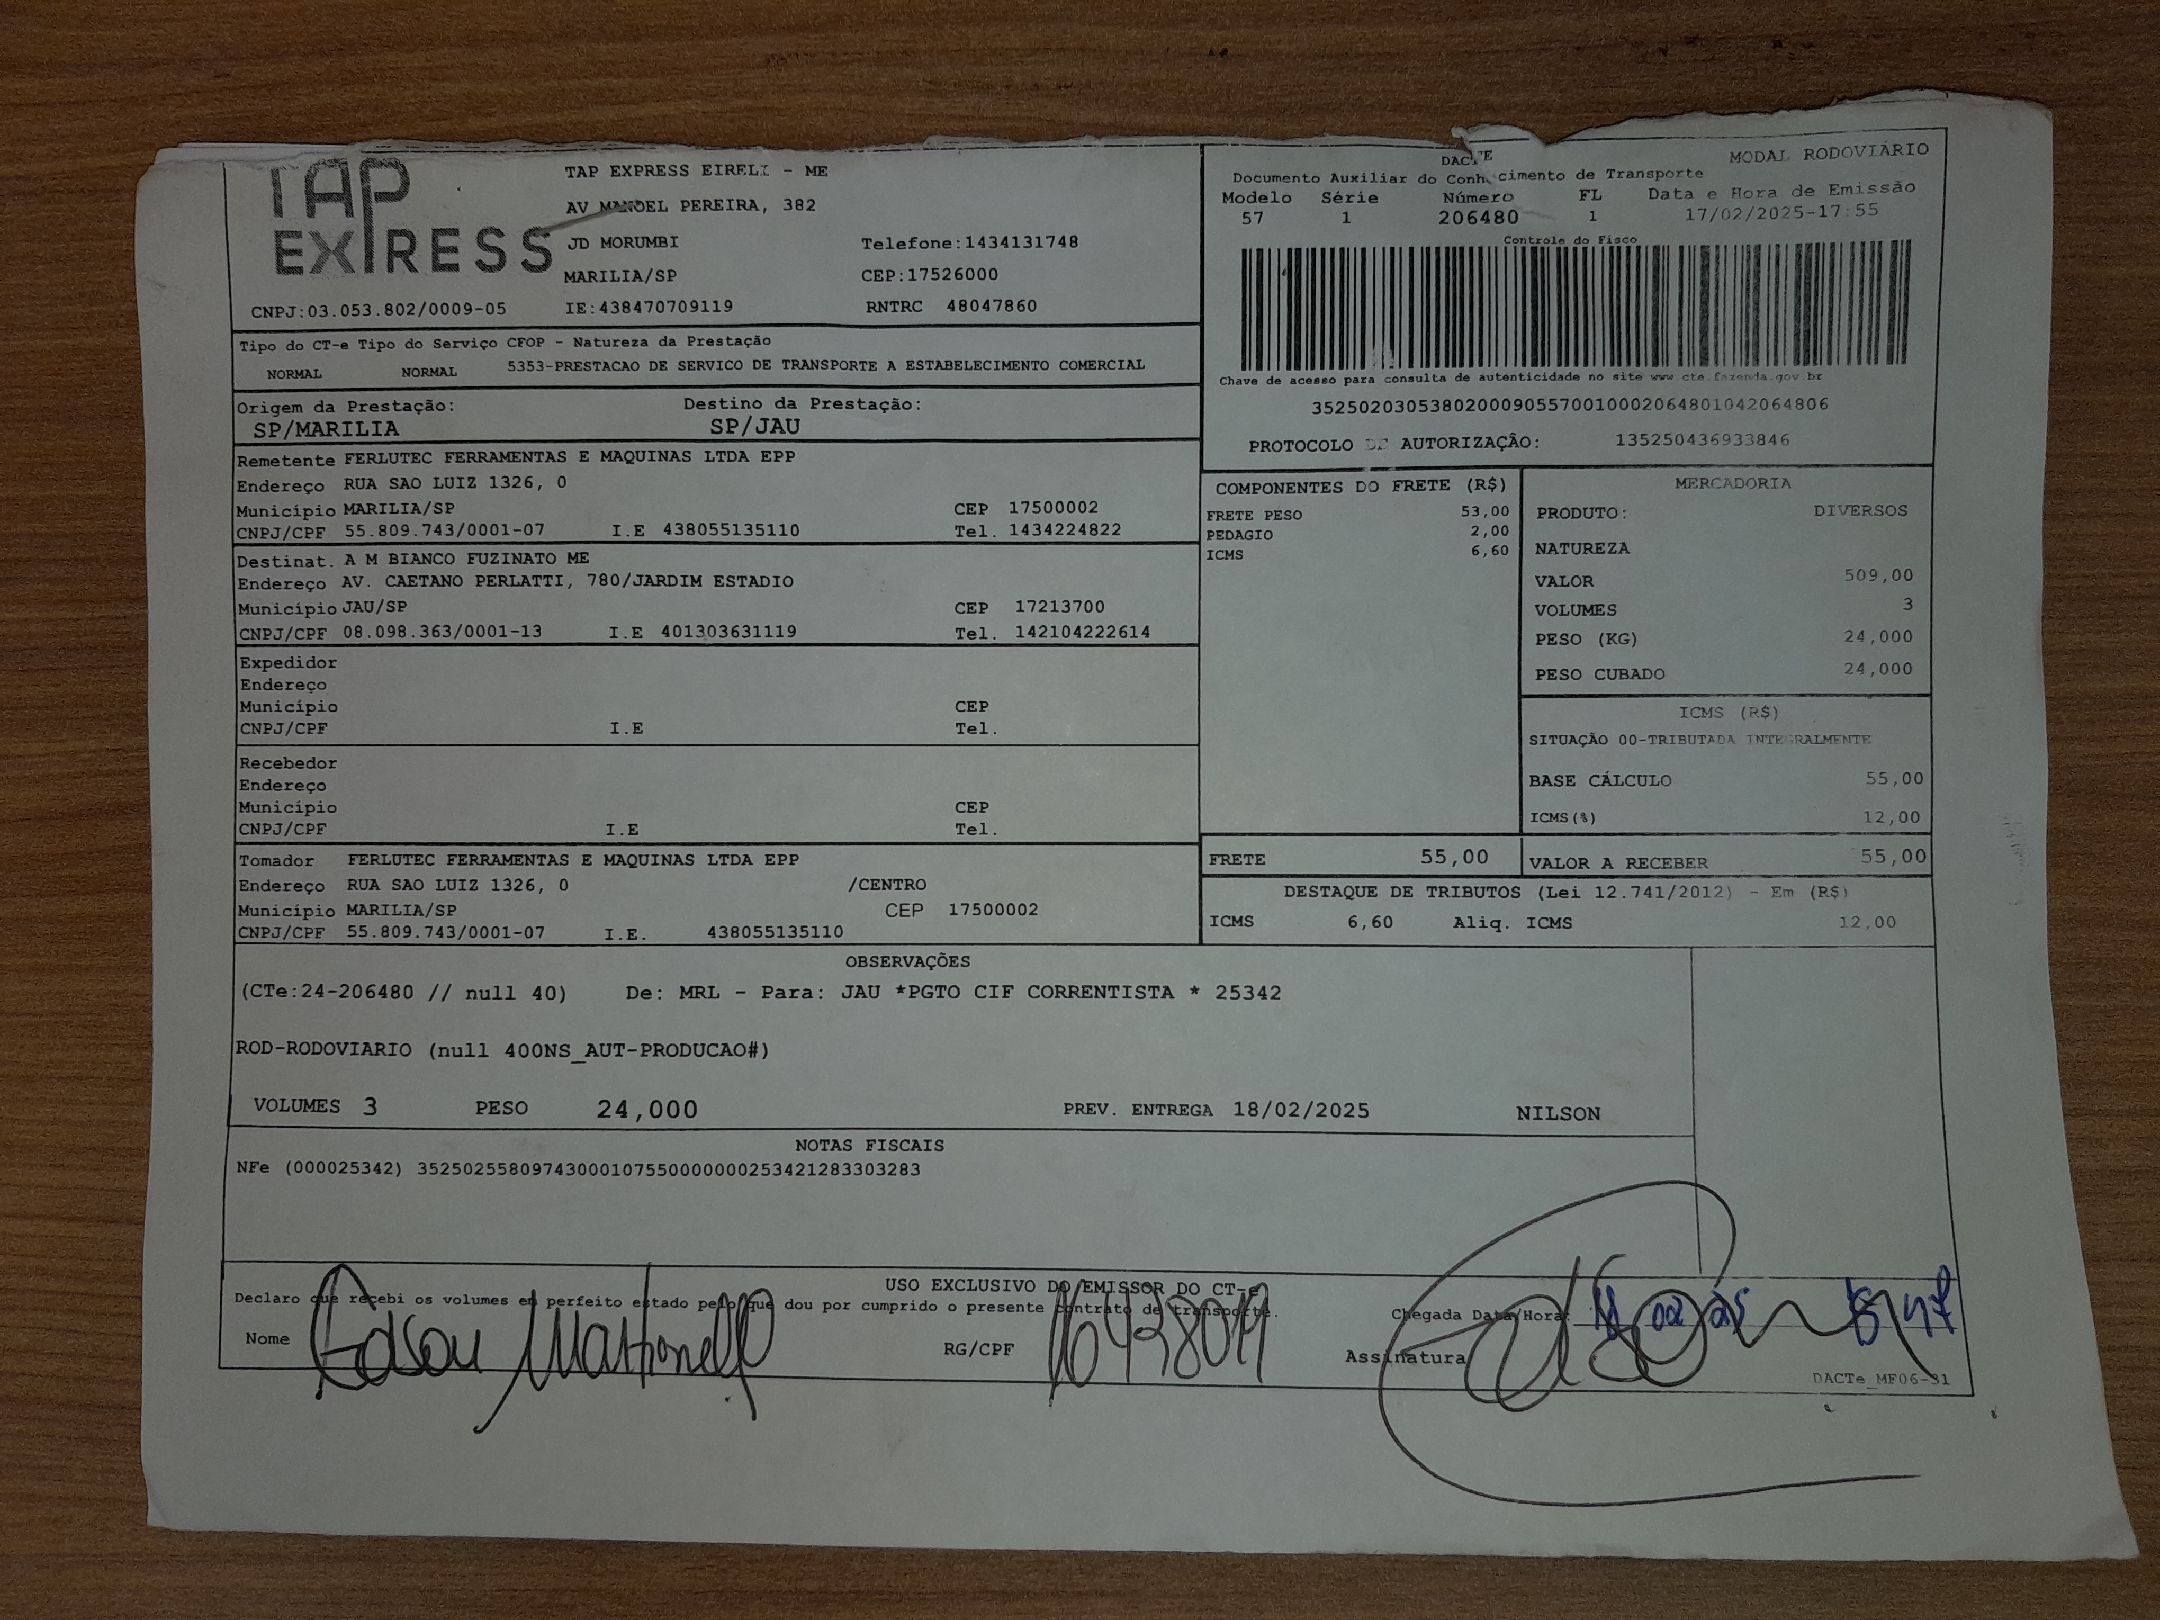 TAP EXPRESS
TAP EXPRESS EIRELI - ME
AV MANOEL PEREIRA, 382
JD MORUMBI Telefone:1434131748
MARILIA/SP CEP:17526000
CNPJ:03.053.802/0009-05 IE:438470709119 RNTRC 48047860
DACTE MODAL RODOVIÁRIO
Documento Auxiliar do Conhecimento de Transporte
Modelo Série Número FL Data e Hora de Emissão
57 1 206480 1 17/02/2025-17:55
Controle do Fisco
Chave de acesso para consulta de autenticidade no site www.cte.fazenda.gov.br
35250203053802000905570010002064801042064806
PROTOCOLO DE AUTORIZAÇÃO: 135250436933846
Tipo do CT-e Tipo do Serviço CFOP - Natureza da Prestação
NORMAL NORMAL 5353-PRESTACAO DE SERVICO DE TRANSPORTE A ESTABELECIMENTO COMERCIAL
Origem da Prestação: Destino da Prestação:
SP/MARILIA SP/JAU
Remetente FERLUTEC FERRAMENTAS E MAQUINAS LTDA EPP
Endereço RUA SAO LUIZ 1326, 0
Município MARILIA/SP CEP 17500002
CNPJ/CPF 55.809.743/0001-07 I.E 438055135110 Tel. 1434224822
Destinat. A M BIANCO FUZINATO ME
Endereço AV. CAETANO PERLATTI, 780/JARDIM ESTADIO
Município JAU/SP CEP 17213700
CNPJ/CPF 08.098.363/0001-13 I.E 401303631119 Tel. 142104222614
Expedidor
Endereço
Município CEP
CNPJ/CPF I.E Tel.
Recebedor
Endereço
Município CEP
CNPJ/CPF I.E Tel.
Tomador FERLUTEC FERRAMENTAS E MAQUINAS LTDA EPP
Endereço RUA SAO LUIZ 1326, 0 /CENTRO
Município MARILIA/SP CEP 17500002
CNPJ/CPF 55.809.743/0001-07 I.E. 438055135110
COMPONENTES DO FRETE (R$)
FRETE PESO 53,00
PEDAGIO 2,00
ICMS 6,60
MERCADORIA
PRODUTO: DIVERSOS
NATUREZA
VALOR 509,00
VOLUMES 3
PESO (KG) 24,000
PESO CUBADO 24,000
ICMS (R$)
SITUAÇÃO 00-TRIBUTADA INTEGRALMENTE
BASE CÁLCULO 55,00
ICMS(%) 12,00
FRETE 55,00 VALOR A RECEBER 55,00
DESTAQUE DE TRIBUTOS (Lei 12.741/2012) - Em (R$)
ICMS 6,60 Aliq. ICMS 12,00
OBSERVAÇÕES
(CTe:24-206480 // null 40) De: MRL - Para: JAU *PGTO CIF CORRENTISTA * 25342
ROD-RODOVIARIO (null 400NS_AUT-PRODUCAO#)
VOLUMES 3 PESO 24,000 PREV. ENTREGA 18/02/2025 NILSON
NOTAS FISCAIS
NFe (000025342) 35250255809743000107550000000253421283303283
USO EXCLUSIVO DO EMISSOR DO CT-e
Declaro que recebi os volumes em perfeito estado pelo que dou por cumprido o presente contrato de transporte.
Chegada Data/Hora:
Nome Edson RG/CPF Assinatura
DACTe_MF06-31